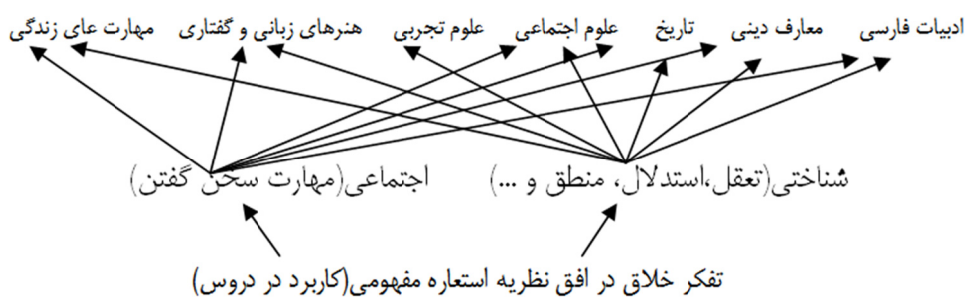 ادبیات فارسی معارف دینی تاریخ علوم اجتماعی علوم تجربی هنرهای زبانی و گفتاری مهارت عای زندگی
شناختی(تعقل،استدلال، منطق و ...) اجتماعی(مهارت سخن گفتن)
تفکر خلاق در افق نظریه استعاره مفهومی(کاربرد در دروس)